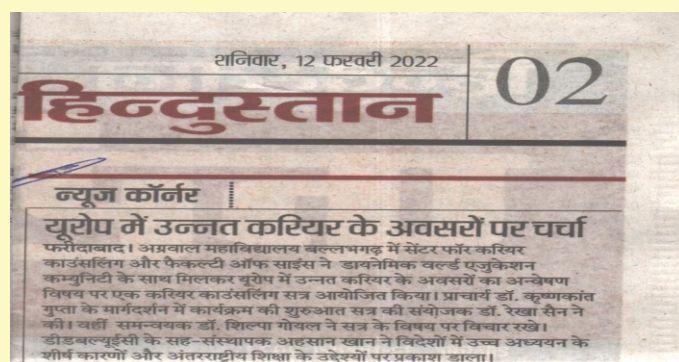 शनिवार, 12 फरवरी 2022
02
हिन्दुस्तान
न्यूज कॉर्नर
यूरोप में उन्नत करियर के अवसरों पर चर्चा
फरीदाबाद। अग्रवाल महाविद्यालय बल्लभगढ़ में सेंटर फॉर करियर
काउंसलिंग और फैकल्टी ऑफ साइंस ने डायनेमिक वर्ल्ड एजुकेशन
कम्युनिटी के साथ मिलकर यूरोप में उन्नत करियर के अवसरों का अन्वेषण
विषय पर एक करियर काउंसलिंग सत्र आयोजित किया। प्राचार्य डॉ. कृष्णकांत
गुप्ता के मार्गदर्शन में कार्यक्रम की शुरुआत सत्र की संयोजक डॉ. रेखा सैन ने
की। वहीं समन्वयक डॉ. शिल्पा गोयल ने सत्र के विषय पर विचार रखे।
डीडबल्यूईसी के सह-संस्थापक अहसान खान ने विदेशों में उच्च अध्ययन के
शीर्ष कारणों और अंतरराष्ट्रीय शिक्षा के उद्देश्यों पर प्रकाश डाला।